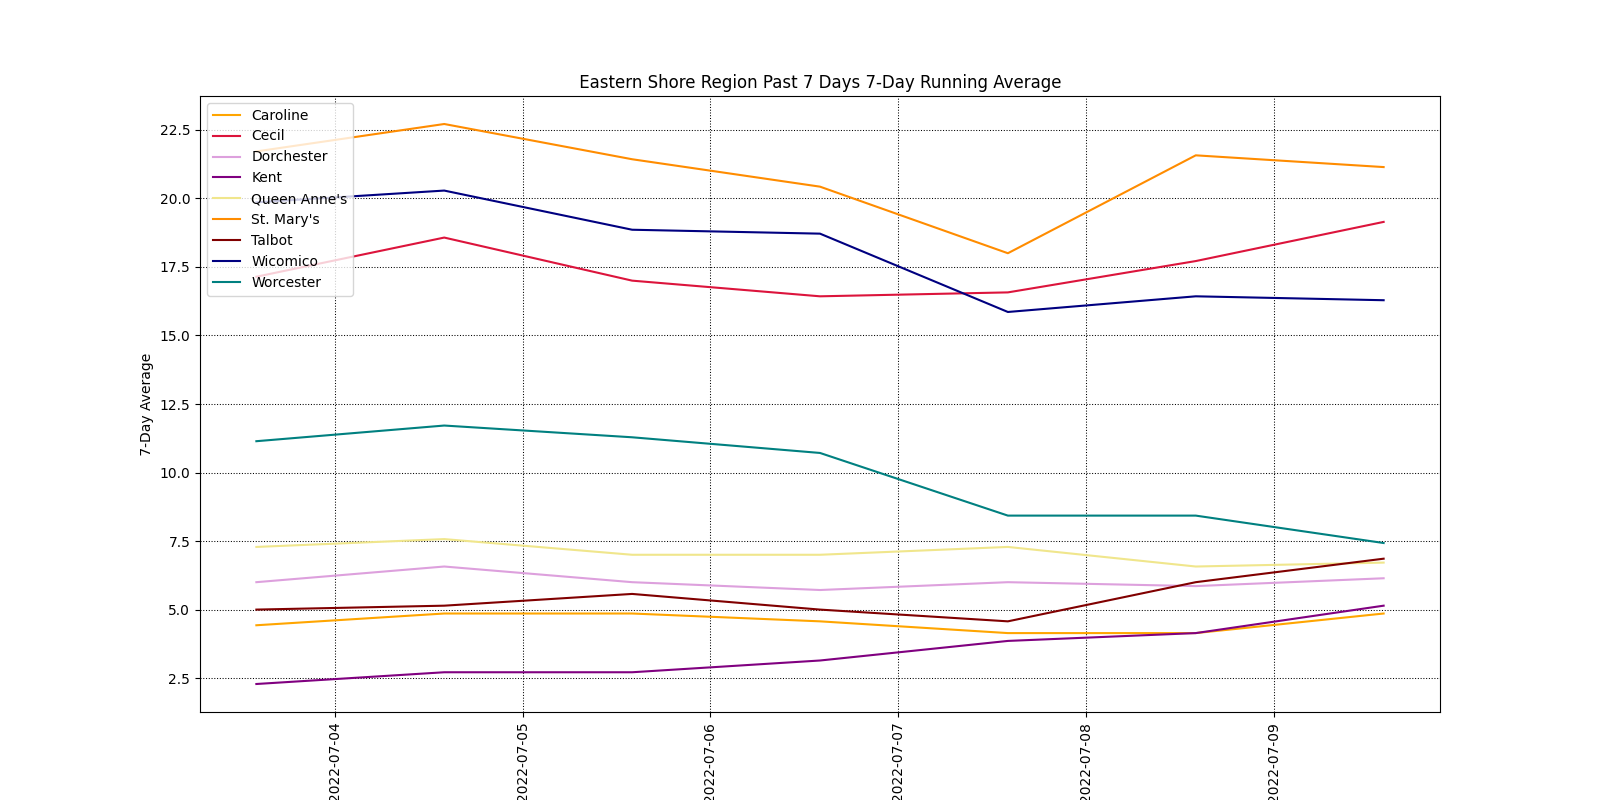 Eastern Shore Region Past 7 Days 7-Day Running Average
Caroline
Cecil
Dorchester
Kent
Queen Anne's
St. Mary's
Talbot
Wicomico
Worcester
22.5
20.0
17.5
15.0
12.5
10.0
7.5
5.0
2.5
7-Day Average
2022-07-04
2022-07-05
2022-07-06
2022-07-07
2022-07-08
2022-07-09